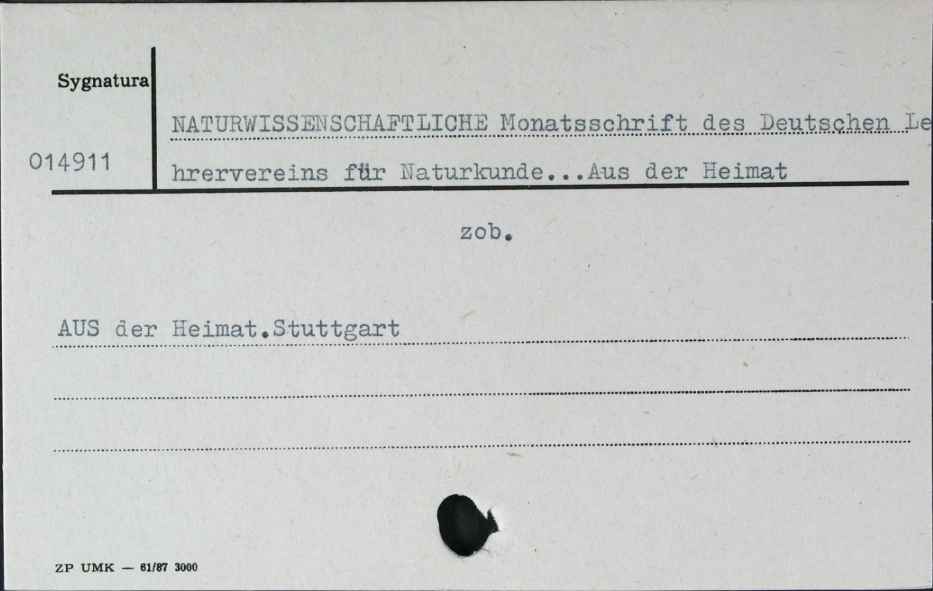 Sygnatura
NATURWISSENSCHAFTLICHE Monatsschrift des Deutschen Le
014911
hrervereins für Naturkunde...Aus der Heimat
zob.
AUS der Heimat.Stuttgart
ZP UMK — 61/87 3000